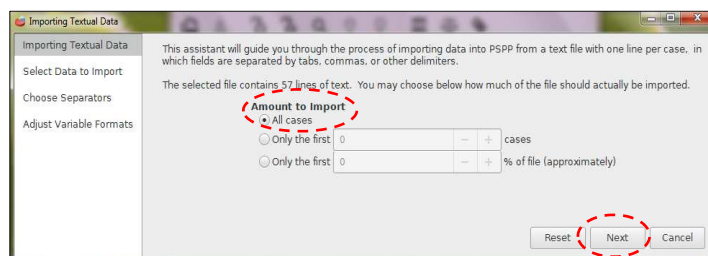 Importing Textual Data
Importing Textual Data
Select Data to Import
Choose Separators
Adjust Variable Formats
This assistant will guide you through the process of importing data into PSPP from a text file with one line per case, in
which fields are separated by tabs, commas, or other delimiters.
The selected file contains 57 lines of text. You may choose below how much of the file should actually be imported.
Amount to Import
All cases
Only the first 0 − + cases
Only the first 0 − + % of file (approximately)
Reset Next Cancel